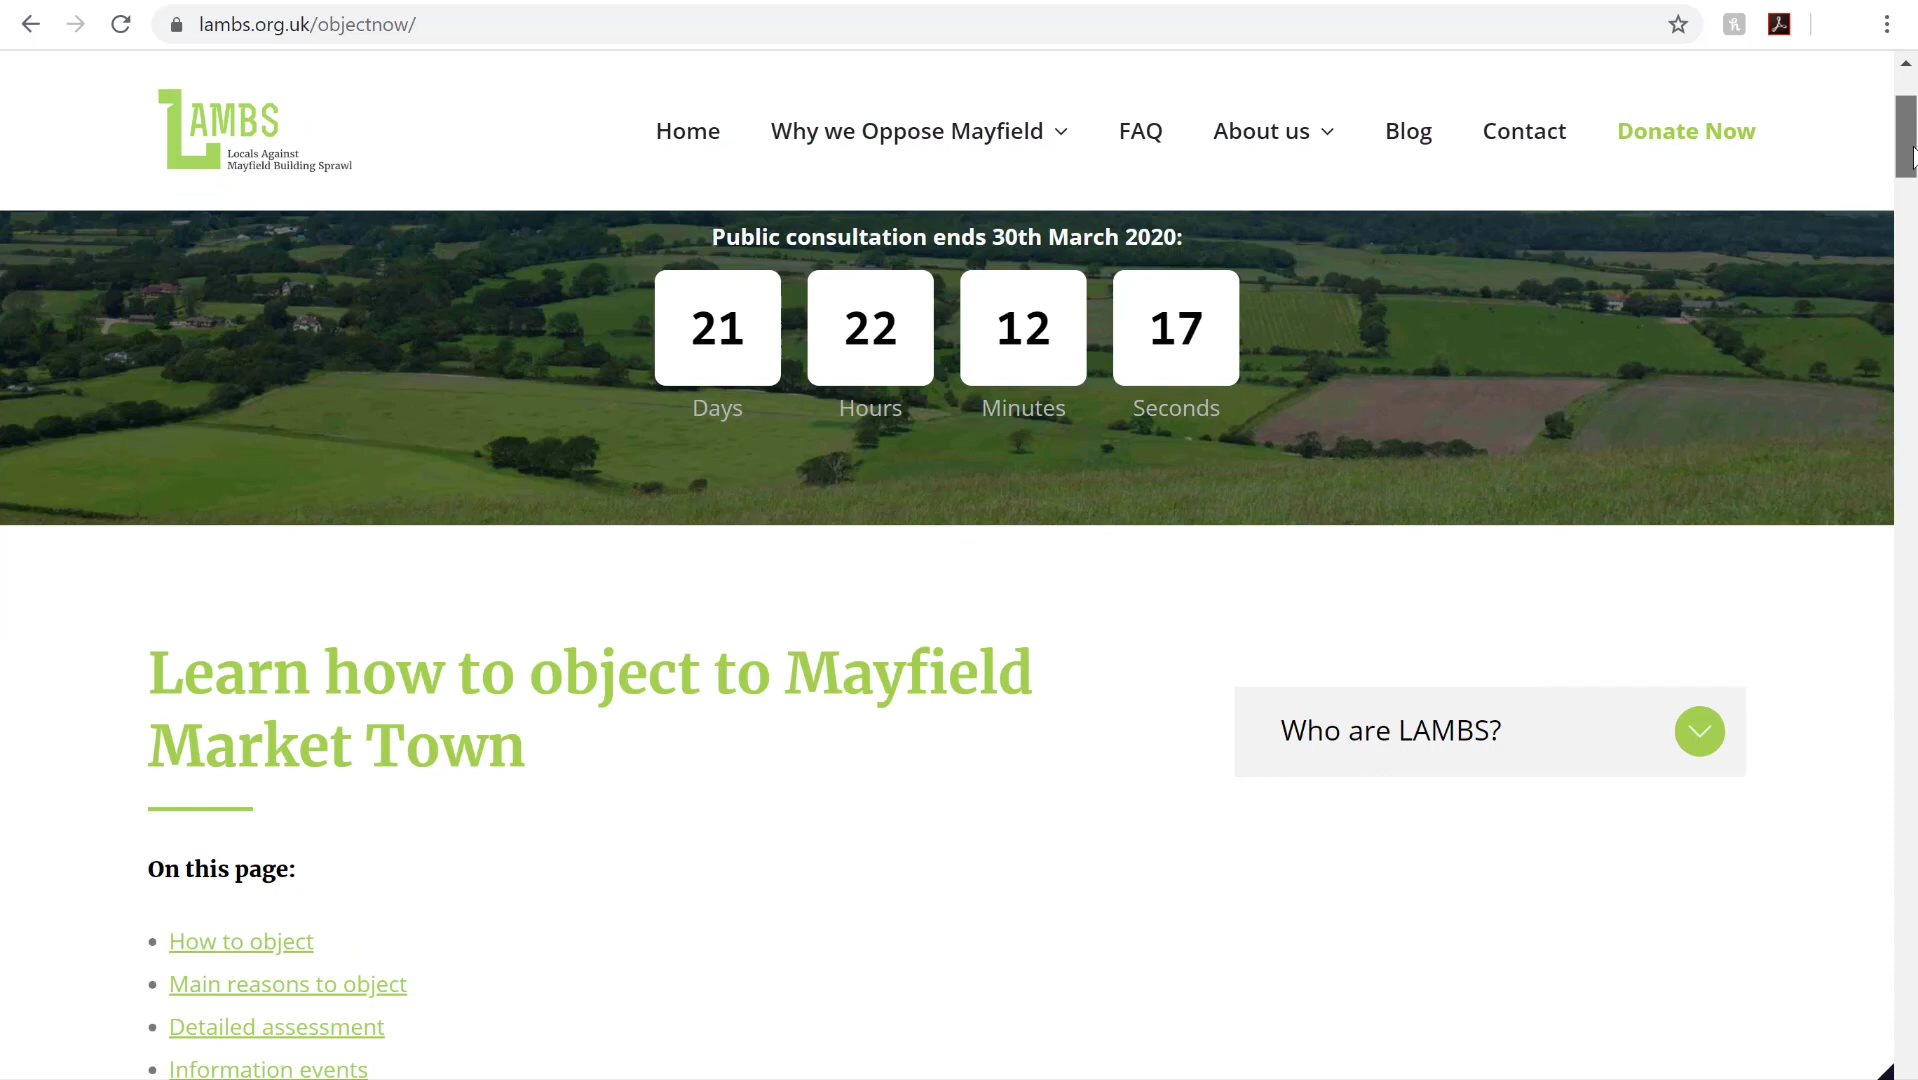 lambs.org.uk/objectnow/
LAMBS
Locals Against
Mayfield Building Sprawl
Home Why we Oppose Mayfield FAQ About us Blog Contact Donate Now
Public consultation ends 30th March 2020:
21 22 12 17
Days Hours Minutes Seconds
Learn how to object to Mayfield
Market Town
Who are LAMBS?
On this page:
How to object
Main reasons to object
Detailed assessment
Information events